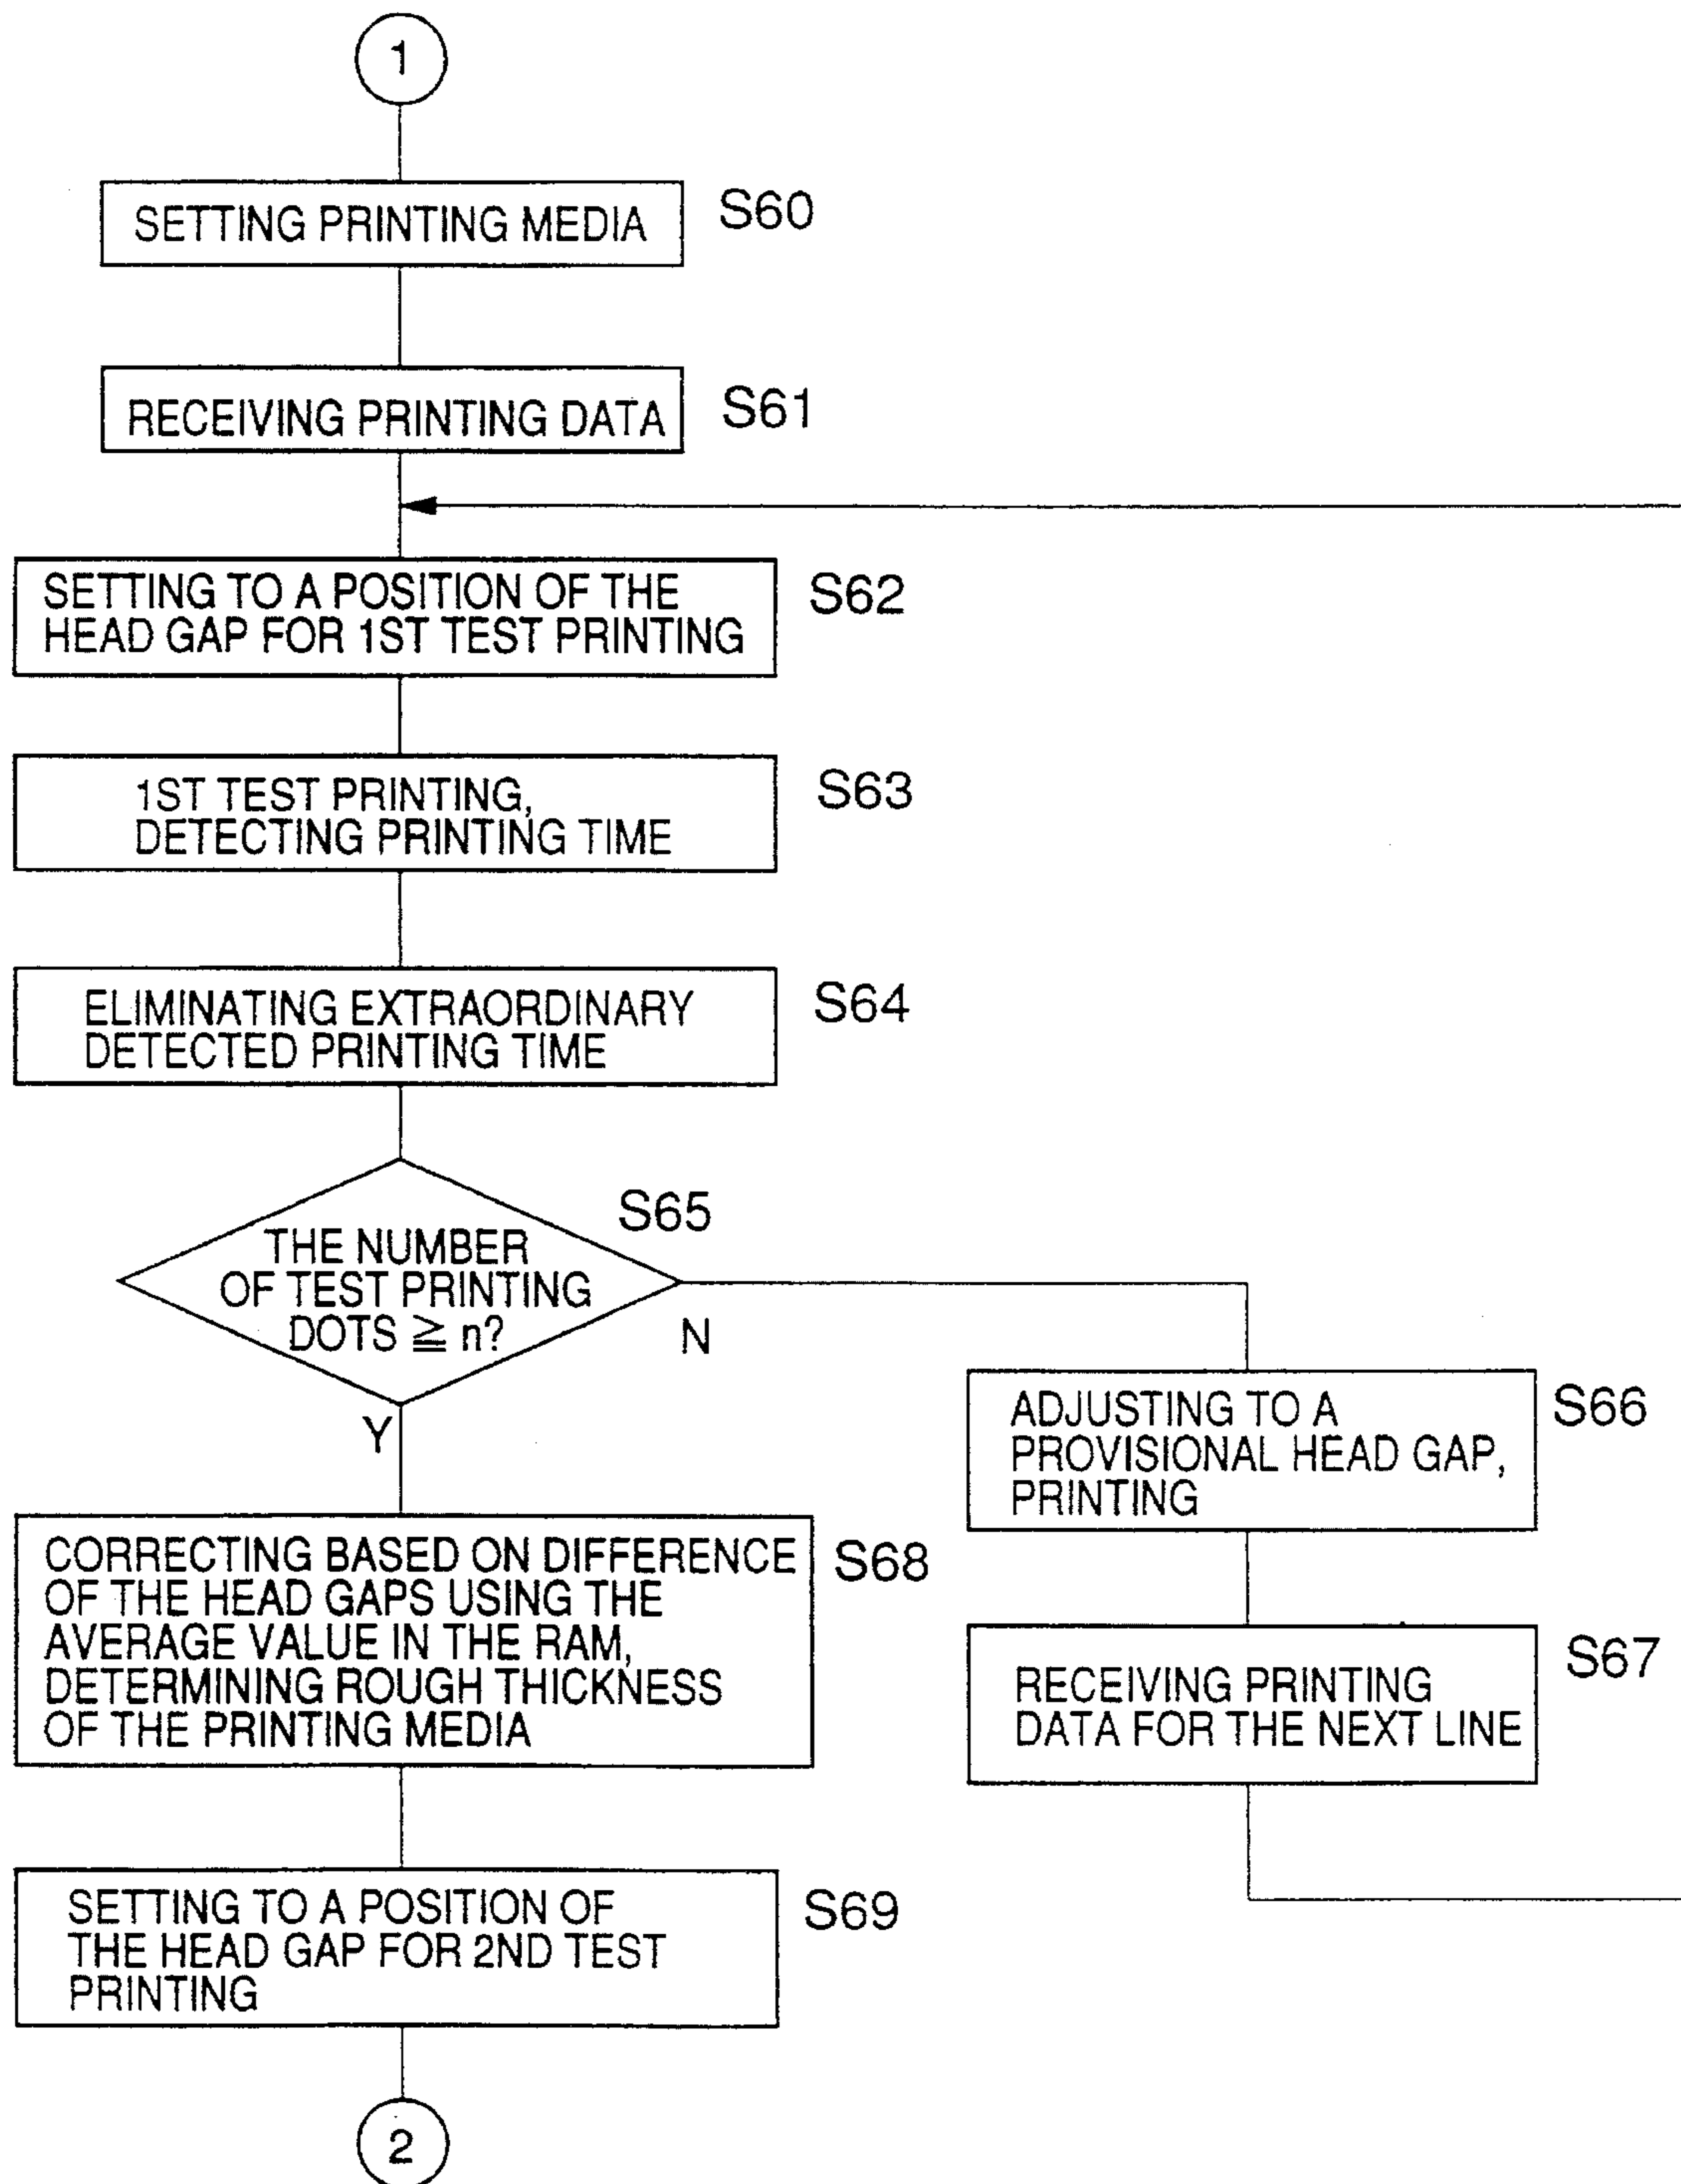 1
SETTING PRINTING MEDIA
S60
RECEIVING PRINTING DATA
S61
SETTING TO A POSITION OF THE
HEAD GAP FOR 1ST TEST PRINTING
S62
1ST TEST PRINTING,
DETECTING PRINTING TIME
S63
ELIMINATING EXTRAORDINARY
DETECTED PRINTING TIME
S64
S65
THE NUMBER
OF TEST PRINTING
DOTS ≧ n?
N
Y
ADJUSTING TO A
PROVISIONAL HEAD GAP,
PRINTING
S66
CORRECTING BASED ON DIFFERENCE
OF THE HEAD GAPS USING THE
AVERAGE VALUE IN THE RAM,
DETERMINING ROUGH THICKNESS
OF THE PRINTING MEDIA
S68
RECEIVING PRINTING
DATA FOR THE NEXT LINE
S67
SETTING TO A POSITION OF
THE HEAD GAP FOR 2ND TEST
PRINTING
S69
2